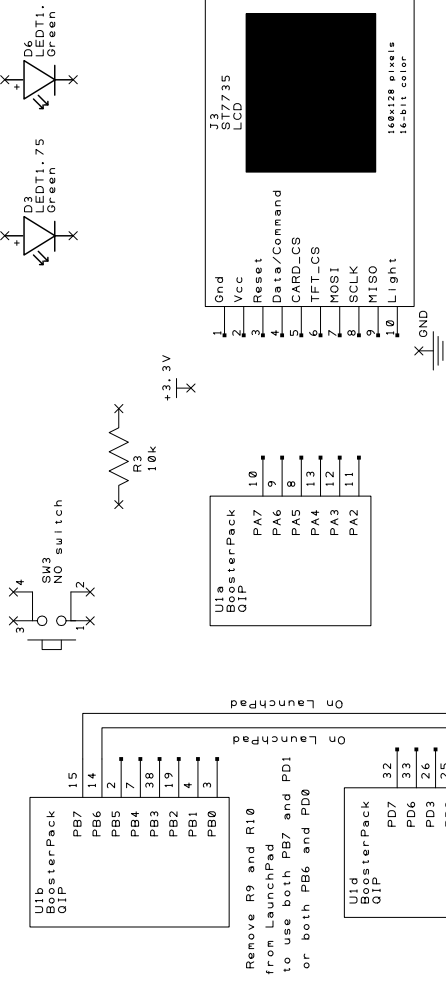 D6
LEDT1.
Green
+
D3
LEDT1.75
Green
+
J3
ST7735
LCD
160x128 pixels
16-bit color
1 Gnd
2 Vcc
3 Reset
4 Data/Command
5 CARD_CS
6 TFT_CS
7 MOSI
8 SCLK
9 MISO
10 Light
GND
+3.3V
R3
10k
SW3
NO switch
3
4
1
2
U1a
BoosterPack
QIP
PA7 10
PA6 9
PA5 8
PA4 13
PA3 12
PA2 11
On LaunchPad
On LaunchPad
U1b
BoosterPack
QIP
PB7 15
PB6 14
PB5 2
PB4 7
PB3 38
PB2 19
PB1 4
PB0 3
Remove R9 and R10
from LaunchPad
to use both PB7 and PD1
or both PB6 and PD0
U1d
BoosterPack
QIP
PD7 32
PD6 33
PD3 26
25